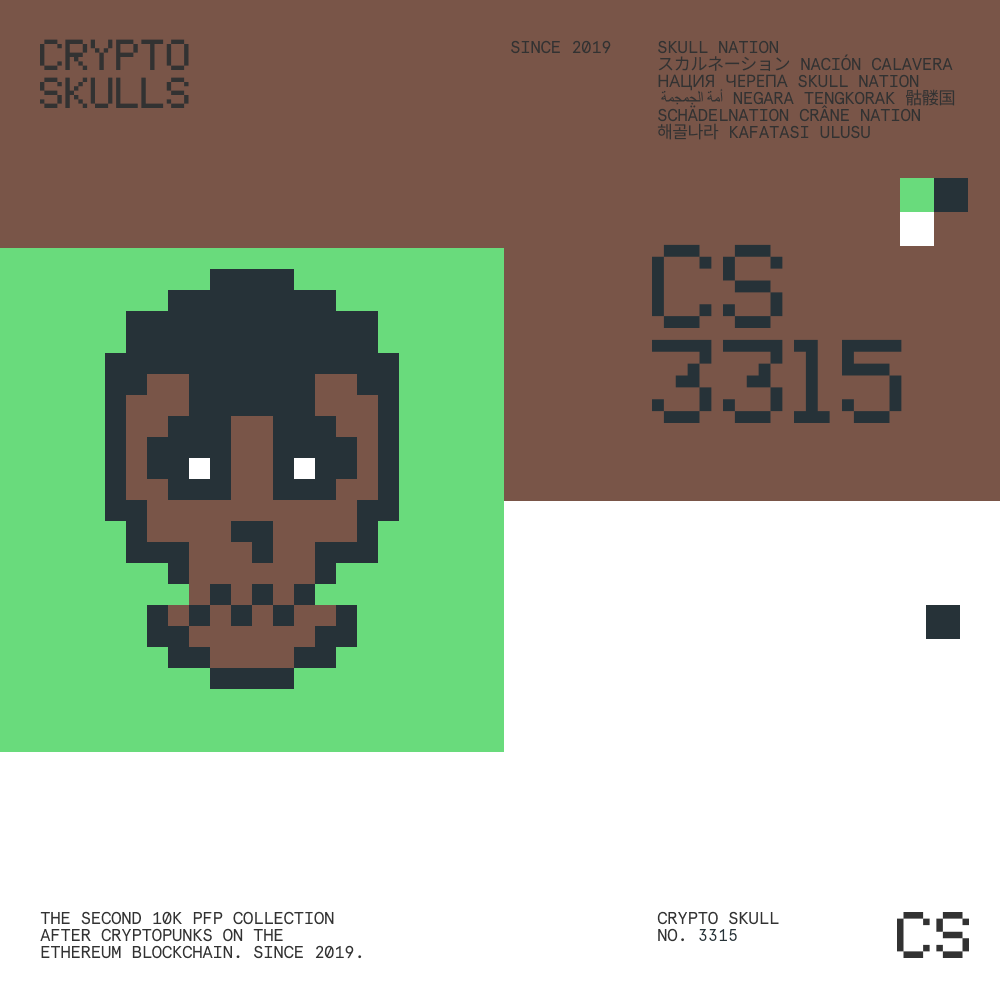 CRYPTO
SKULLS
SINCE 2019
SKULL NATION
スカルネーション NACIÓN CALAVERA
НАЦИЯ ЧЕРЕПА SKULL NATION
أمة الجمجمة NEGARA TENGKORAK 骷髅国
SCHÄDELNATION CRÂNE NATION
해골나라 KAFATASI ULUSU
CS
3315
THE SECOND 10K PFP COLLECTION
AFTER CRYPTOPUNKS ON THE
ETHEREUM BLOCKCHAIN. SINCE 2019.
CRYPTO SKULL
NO. 3315
CS